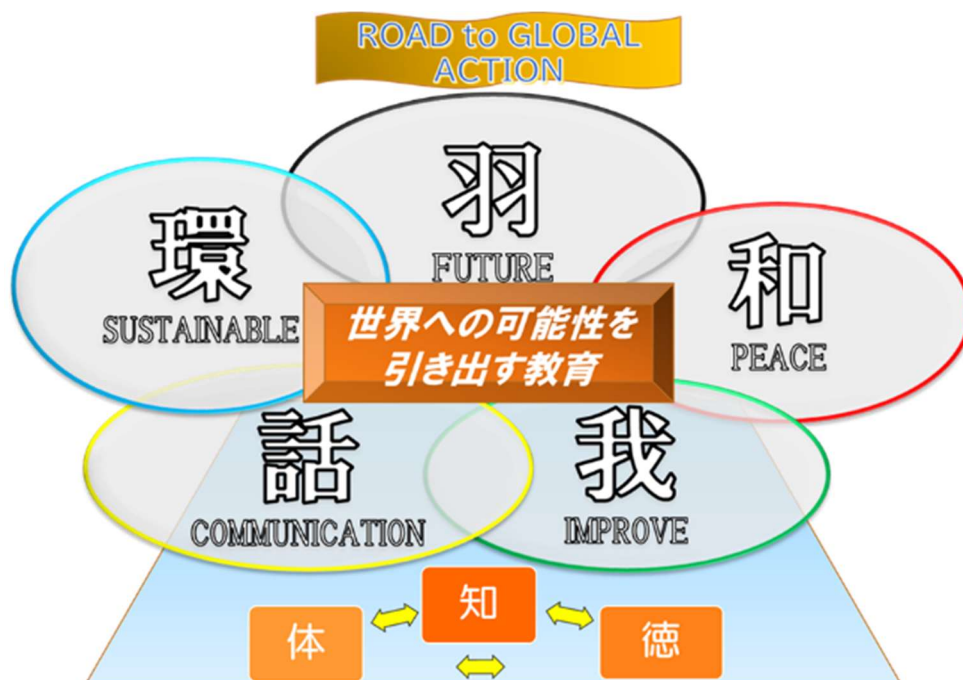 ROAD to GLOBAL
ACTION
羽
FUTURE
環
SUSTAINABLE
和
PEACE
世界への可能性を
引き出す教育
話
COMMUNICATION
我
IMPROVE
知
体
徳